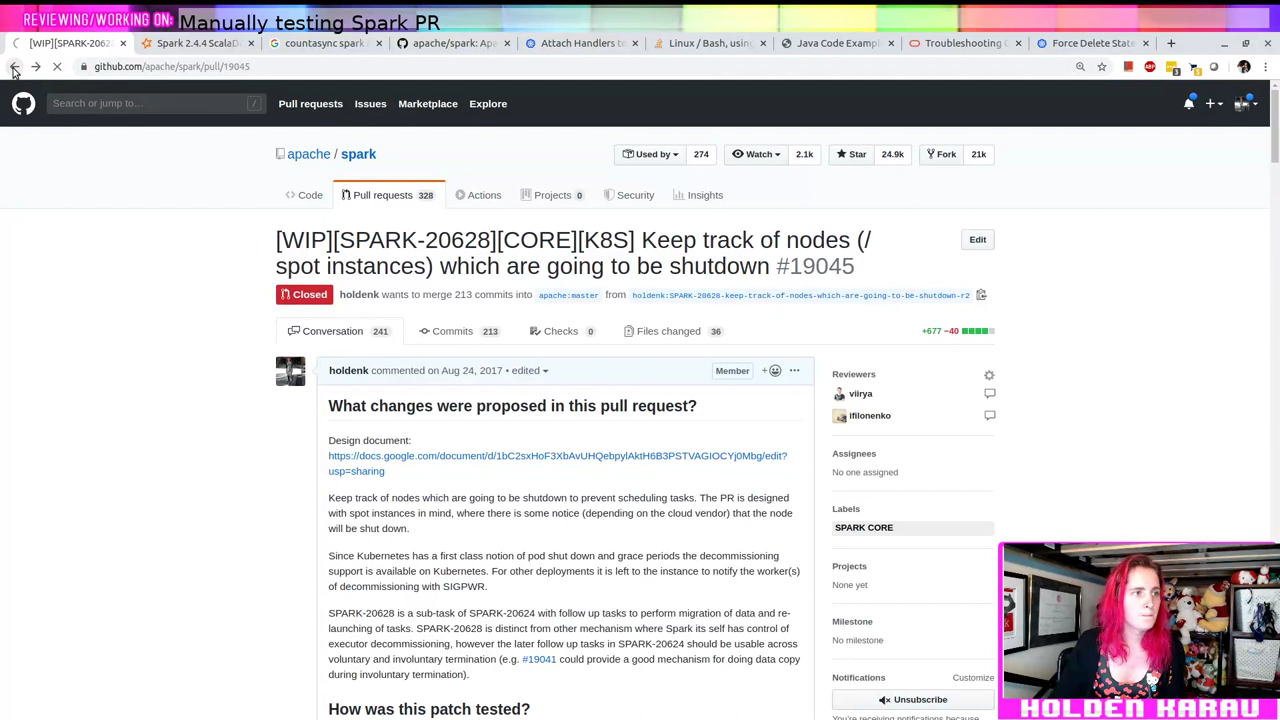 REVIEWING/WORKING ON: Manually testing Spark PR
[WIP][SPARK-2062 Spark 2.4.4 ScalaD countasync spark apache/spark: Apa Attach Handlers to Linux / Bash, using Java Code Exampl Troubleshooting Force Delete State
github.com/apache/spark/pull/19045
Search or jump to... / Pull requests Issues Marketplace Explore
apache / spark Used by 274 Watch 2.1k Star 24.9k Fork 21k
Code Pull requests 328 Actions Projects 0 Security Insights
[WIP][SPARK-20628][CORE][K8S] Keep track of nodes (/
spot instances) which are going to be shutdown #19045
Edit
Closed holdenk wants to merge 213 commits into apache:master from holdenk:SPARK-20628-keep-track-of-nodes-which-are-going-to-be-shutdown-r2
Conversation 241 Commits 213 Checks 0 Files changed 36 +677 −40
holdenk commented on Aug 24, 2017 • edited Member
What changes were proposed in this pull request?
Design document:
https://docs.google.com/document/d/1bC2sxHoF3XbAvUHQebpylAktH6B3PSTVAGIOCYj0Mbg/edit?
usp=sharing
Keep track of nodes which are going to be shutdown to prevent scheduling tasks. The PR is designed
with spot instances in mind, where there is some notice (depending on the cloud vendor) that the node
will be shut down.
Since Kubernetes has a first class notion of pod shut down and grace periods the decommissioning
support is available on Kubernetes. For other deployments it is left to the instance to notify the worker(s)
of decommissioning with SIGPWR.
SPARK-20628 is a sub-task of SPARK-20624 with follow up tasks to perform migration of data and re-
launching of tasks. SPARK-20628 is distinct from other mechanism where Spark its self has control of
executor decommissioning, however the later follow up tasks in SPARK-20624 should be usable across
voluntary and involuntary termination (e.g. #19041 could provide a good mechanism for doing data copy
during involuntary termination).
How was this patch tested?
Reviewers
viirya
ifilonenko
Assignees
No one assigned
Labels
SPARK CORE
Projects
None yet
Milestone
No milestone
Notifications Customize
Unsubscribe
You're receiving notifications because
HOLDEN KARAU